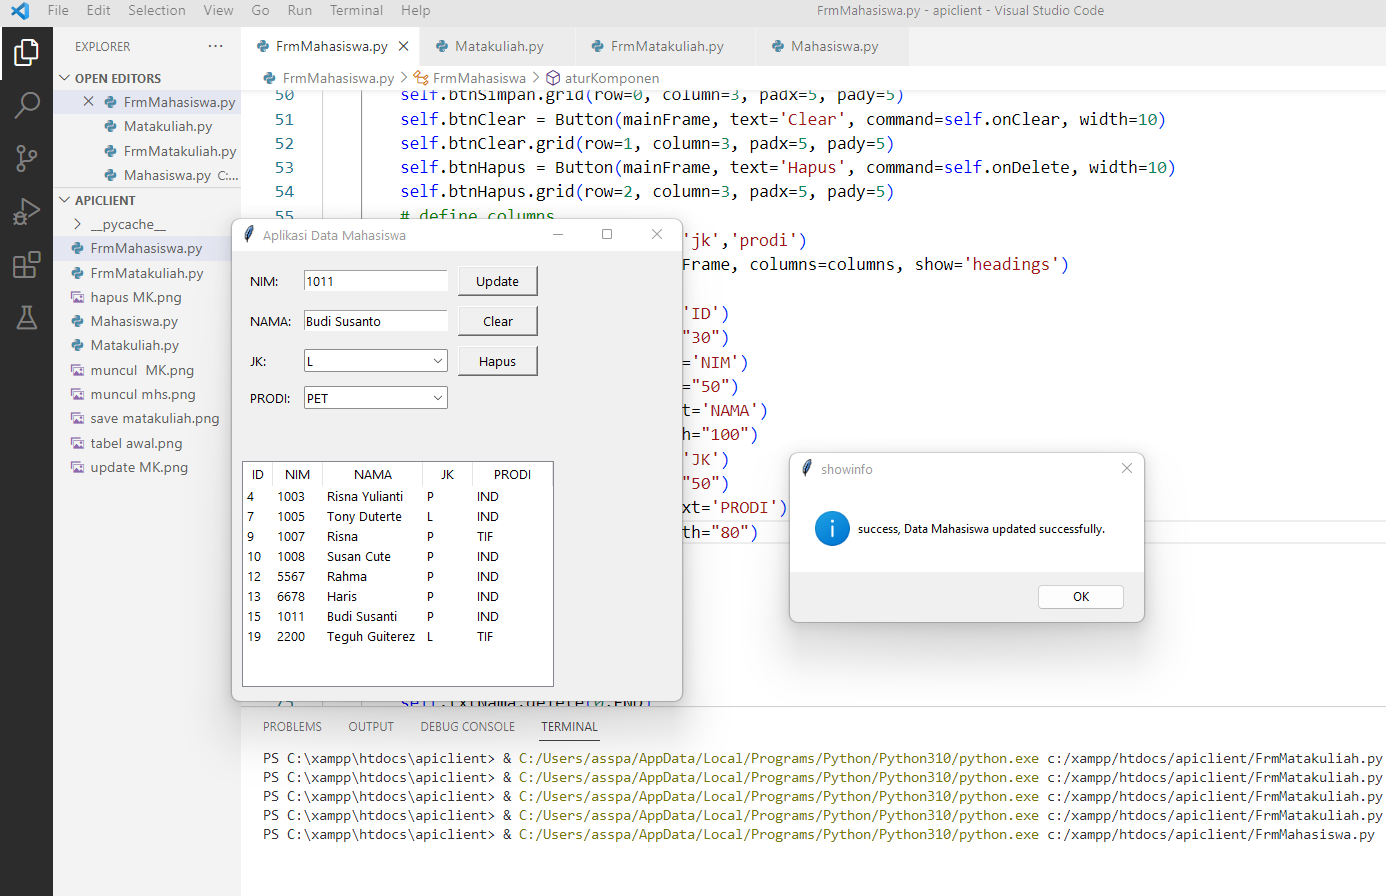 File Edit Selection View Go Run Terminal Help
FrmMahasiswa.py - apiclient - Visual Studio Code
EXPLORER
OPEN EDITORS
FrmMahasiswa.py
Matakuliah.py
FrmMatakuliah.py
Mahasiswa.py C:...
APICLIENT
__pycache__
FrmMahasiswa.py
FrmMatakuliah.py
hapus MK.png
Mahasiswa.py
Matakuliah.py
muncul  MK.png
muncul mhs.png
save matakuliah.png
tabel awal.png
update MK.png
FrmMahasiswa.py Matakuliah.py FrmMatakuliah.py Mahasiswa.py
FrmMahasiswa.py > FrmMahasiswa > aturKomponen
50 self.btnSimpan.grid(row=0, column=3, padx=5, pady=5)
51 self.btnClear = Button(mainFrame, text='Clear', command=self.onClear, width=10)
52 self.btnClear.grid(row=1, column=3, padx=5, pady=5)
53 self.btnHapus = Button(mainFrame, text='Hapus', command=self.onDelete, width=10)
54 self.btnHapus.grid(row=2, column=3, padx=5, pady=5)
55 # define columns
'jk','prodi')
Frame, columns=columns, show='headings')
'ID')
"30")
='NIM')
="50")
t='NAMA')
h="100")
'JK')
"50")
xt='PRODI')
th="80")
75 self.txtNama.delete(0,END)
Aplikasi Data Mahasiswa
NIM: 1011 Update
NAMA: Budi Susanto Clear
JK: L Hapus
PRODI: PET
ID NIM NAMA JK PRODI
4 1003 Risna Yulianti P IND
7 1005 Tony Duterte L IND
9 1007 Risna P TIF
10 1008 Susan Cute P IND
12 5567 Rahma P IND
13 6678 Haris P IND
15 1011 Budi Susanti P IND
19 2200 Teguh Guiterez L TIF
showinfo
success, Data Mahasiswa updated successfully.
OK
PROBLEMS OUTPUT DEBUG CONSOLE TERMINAL
PS C:\xampp\htdocs\apiclient> & C:/Users/asspa/AppData/Local/Programs/Python/Python310/python.exe c:/xampp/htdocs/apiclient/FrmMatakuliah.py
PS C:\xampp\htdocs\apiclient> & C:/Users/asspa/AppData/Local/Programs/Python/Python310/python.exe c:/xampp/htdocs/apiclient/FrmMatakuliah.py
PS C:\xampp\htdocs\apiclient> & C:/Users/asspa/AppData/Local/Programs/Python/Python310/python.exe c:/xampp/htdocs/apiclient/FrmMatakuliah.py
PS C:\xampp\htdocs\apiclient> & C:/Users/asspa/AppData/Local/Programs/Python/Python310/python.exe c:/xampp/htdocs/apiclient/FrmMatakuliah.py
PS C:\xampp\htdocs\apiclient> & C:/Users/asspa/AppData/Local/Programs/Python/Python310/python.exe c:/xampp/htdocs/apiclient/FrmMahasiswa.py